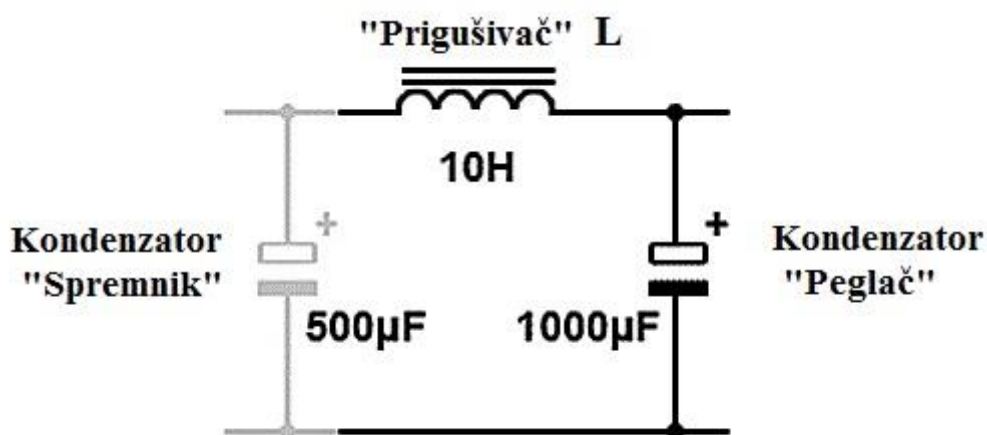 "Prigušivač" L
10H
+
+
Kondenzator
"Spremnik"
500µF
1000µF
Kondenzator
"Peglač"